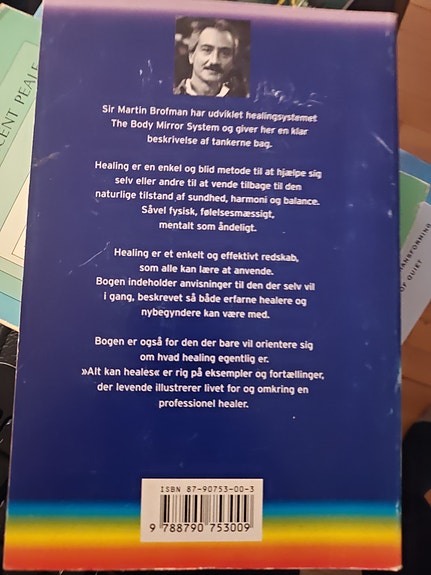 Sir Martin Brofman har udviklet healingsystemet
The Body Mirror System og giver her en klar
beskrivelse af tankerne bag.
Healing er en enkel og blid metode til at hjælpe sig
selv eller andre til at vende tilbage til den
naturlige tilstand af sundhed, harmoni og balance.
Såvel fysisk, følelsesmæssigt,
mentalt som åndeligt.
Healing er et enkelt og effektivt redskab,
som alle kan lære at anvende.
Bogen indeholder anvisninger til den der selv vil
i gang, beskrevet så både erfarne healere og
nybegyndere kan være med.
Bogen er også for den der bare vil orientere sig
om hvad healing egentlig er.
»Alt kan heales« er rig på eksempler og fortællinger,
der levende illustrerer livet for og omkring en
professionel healer.
ISBN 87-90753-00-3
9 788790 753009
CENT PEALE
OF QUIET